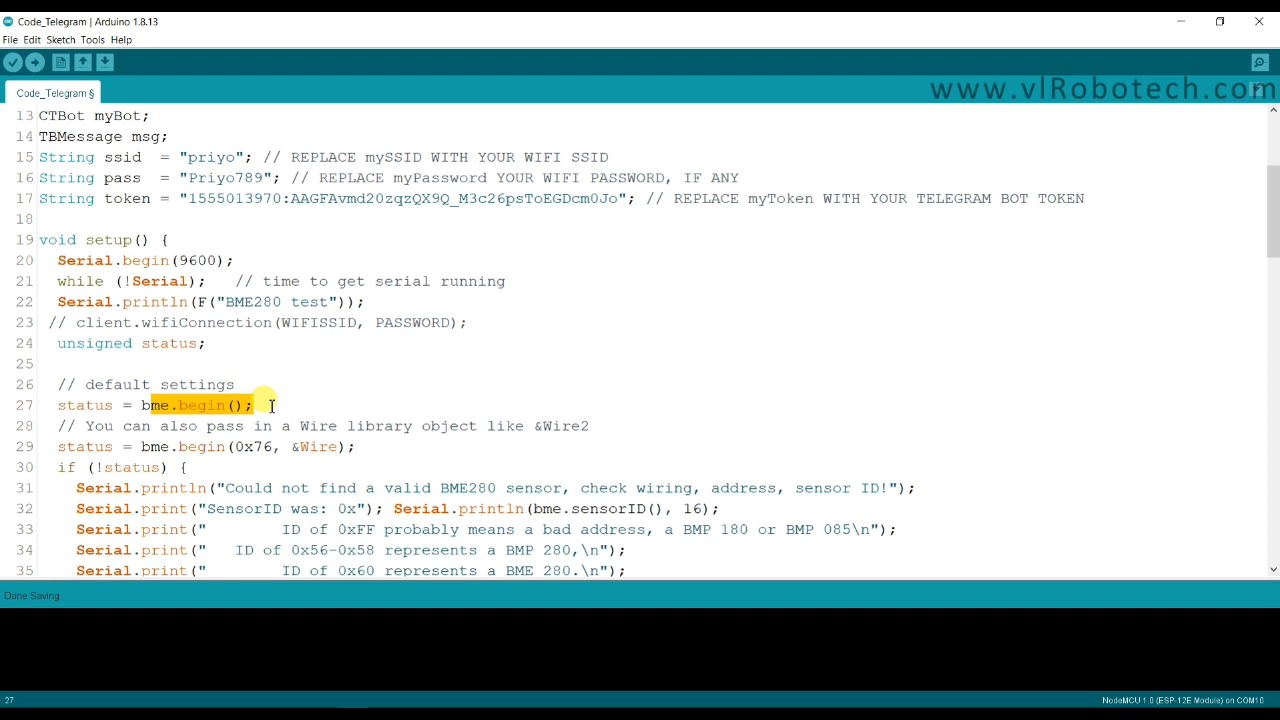 Code_Telegram | Arduino 1.8.13
File Edit Sketch Tools Help
www.vlRobotech.com
Code_Telegram §
13 CTBot myBot;
14 TBMessage msg;
15 String ssid  = "priyo"; // REPLACE mySSID WITH YOUR WIFI SSID
16 String pass  = "Priyo789"; // REPLACE myPassword YOUR WIFI PASSWORD, IF ANY
17 String token = "1555013970:AAGFAvmd20zqzQX9Q_M3c26psToEGDcm0Jo"; // REPLACE myToken WITH YOUR TELEGRAM BOT TOKEN
18
19 void setup() {
20   Serial.begin(9600);
21   while (!Serial);   // time to get serial running
22   Serial.println(F("BME280 test"));
23  // client.wifiConnection(WIFISSID, PASSWORD);
24   unsigned status;
25
26   // default settings
27   status = bme.begin();
28   // You can also pass in a Wire library object like &Wire2
29   status = bme.begin(0x76, &Wire);
30   if (!status) {
31     Serial.println("Could not find a valid BME280 sensor, check wiring, address, sensor ID!");
32     Serial.print("SensorID was: 0x"); Serial.println(bme.sensorID(), 16);
33     Serial.print("        ID of 0xFF probably means a bad address, a BMP 180 or BMP 085\n");
34     Serial.print("   ID of 0x56-0x58 represents a BMP 280,\n");
35     Serial.print("        ID of 0x60 represents a BME 280.\n");
Done Saving.
27
NodeMCU 1.0 (ESP-12E Module) on COM10